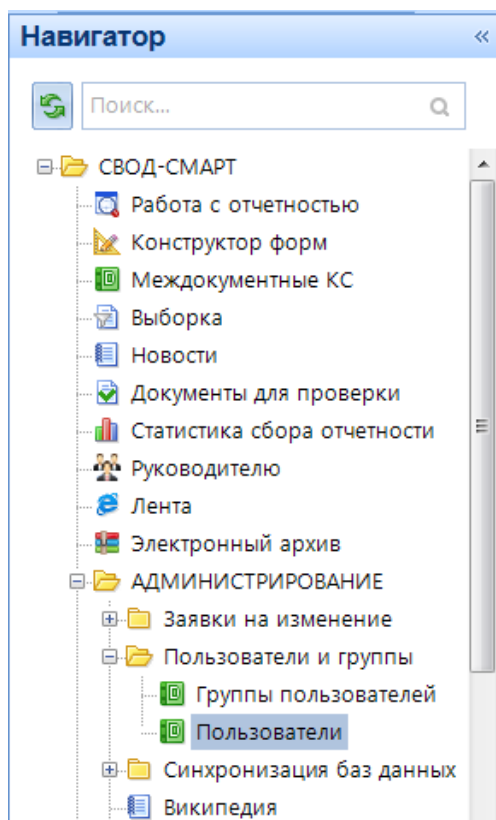 Навигатор
Поиск...
СВОД-СМАРТ
Работа с отчетностью
Конструктор форм
Междокументные КС
Выборка
Новости
Документы для проверки
Статистика сбора отчетности
Руководителю
Лента
Электронный архив
АДМИНИСТРИРОВАНИЕ
Заявки на изменение
Пользователи и группы
Группы пользователей
Пользователи
Синхронизация баз данных
Википедия